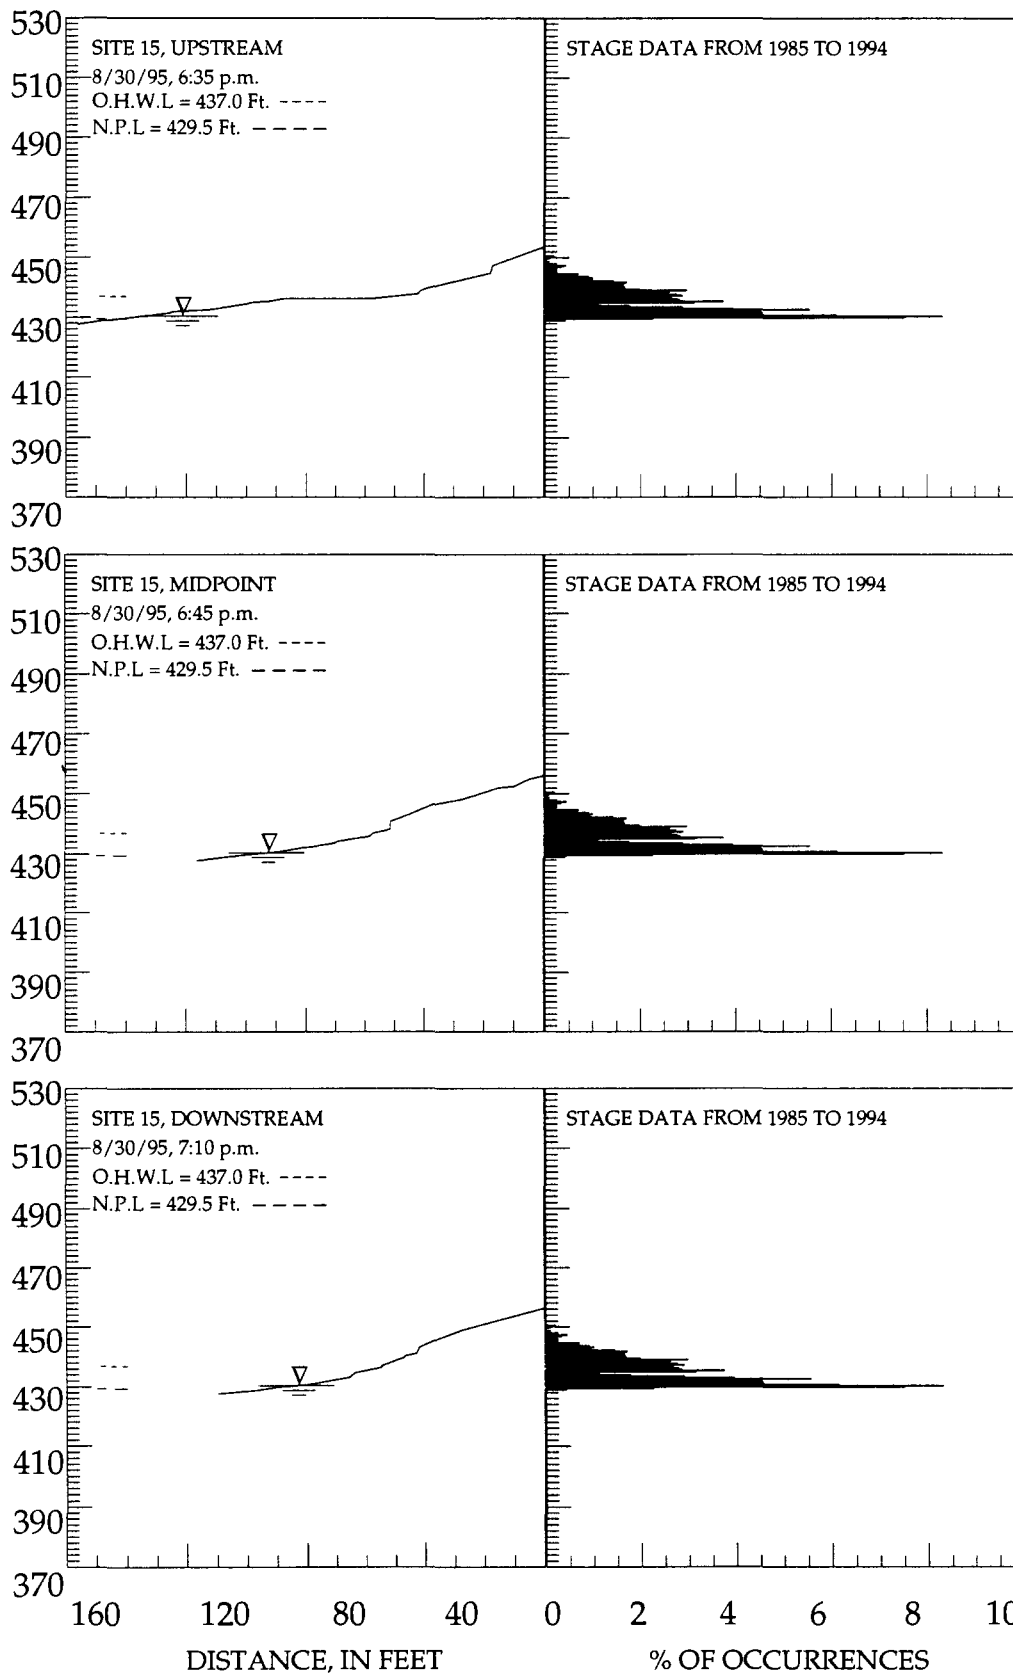 530
510
490
470
450
430
410
390
370
SITE 15, UPSTREAM
8/30/95, 6:35 p.m.
O.H.W.L = 437.0 Ft. ----
N.P.L = 429.5 Ft. — — — —
STAGE DATA FROM 1985 TO 1994
530
510
490
470
450
430
410
390
370
SITE 15, MIDPOINT
8/30/95, 6:45 p.m.
O.H.W.L = 437.0 Ft. ----
N.P.L = 429.5 Ft. — — — —
STAGE DATA FROM 1985 TO 1994
530
510
490
470
450
430
410
390
370
SITE 15, DOWNSTREAM
8/30/95, 7:10 p.m.
O.H.W.L = 437.0 Ft. ----
N.P.L = 429.5 Ft. — — — —
STAGE DATA FROM 1985 TO 1994
160 120 80 40 0 2 4 6 8 10
DISTANCE, IN FEET
% OF OCCURRENCES